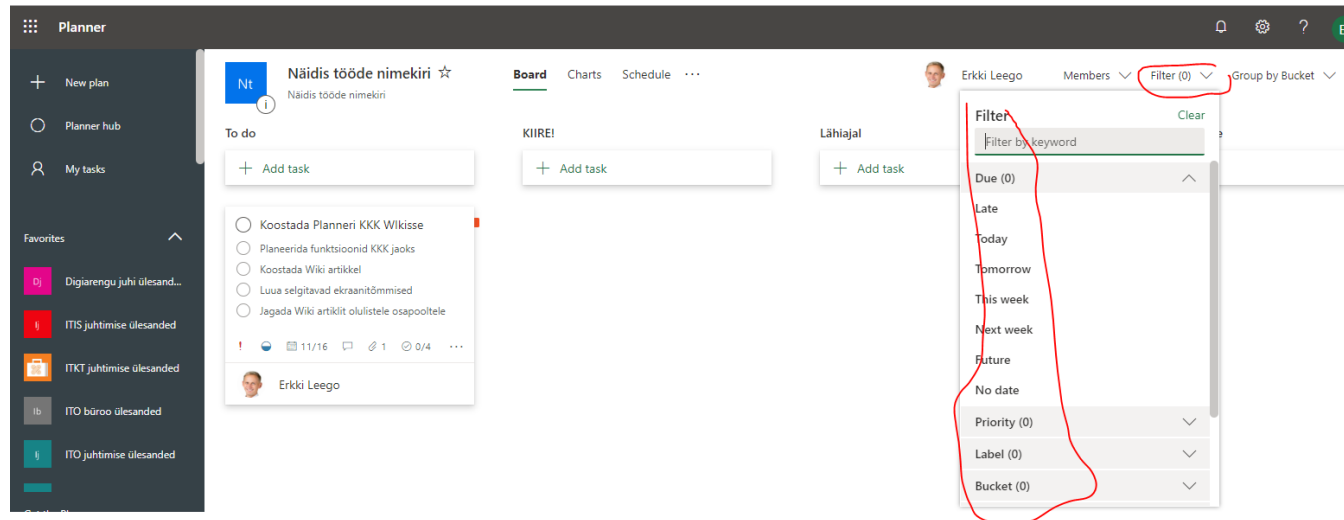 Planner
?
New plan
Planner hub
My tasks
Favorites
Dj Digiarengu juhi ülesand...
Ij ITIS juhtimise ülesanded
ITKT juhtimise ülesanded
Ib ITO büroo ülesanded
Ij ITO juhtimise ülesanded
Nt
i
Näidis tööde nimekiri
Näidis tööde nimekiri
Board Charts Schedule ...
Erkki Leego Members Filter (0) Group by Bucket
To do
+ Add task
Koostada Planneri KKK WIkisse
Planeerida funktsioonid KKK jaoks
Koostada Wiki artikkel
Luua selgitavad ekraanitõmmised
Jagada Wiki artiklit olulistele osapooltele
! 11/16 1 0/4 ...
Erkki Leego
KIIRE!
+ Add task
Lähiajal
+ Add task
Filter Clear
Filter by keyword
Due (0)
Late
Today
Tomorrow
This week
Next week
Future
No date
Priority (0)
Label (0)
Bucket (0)